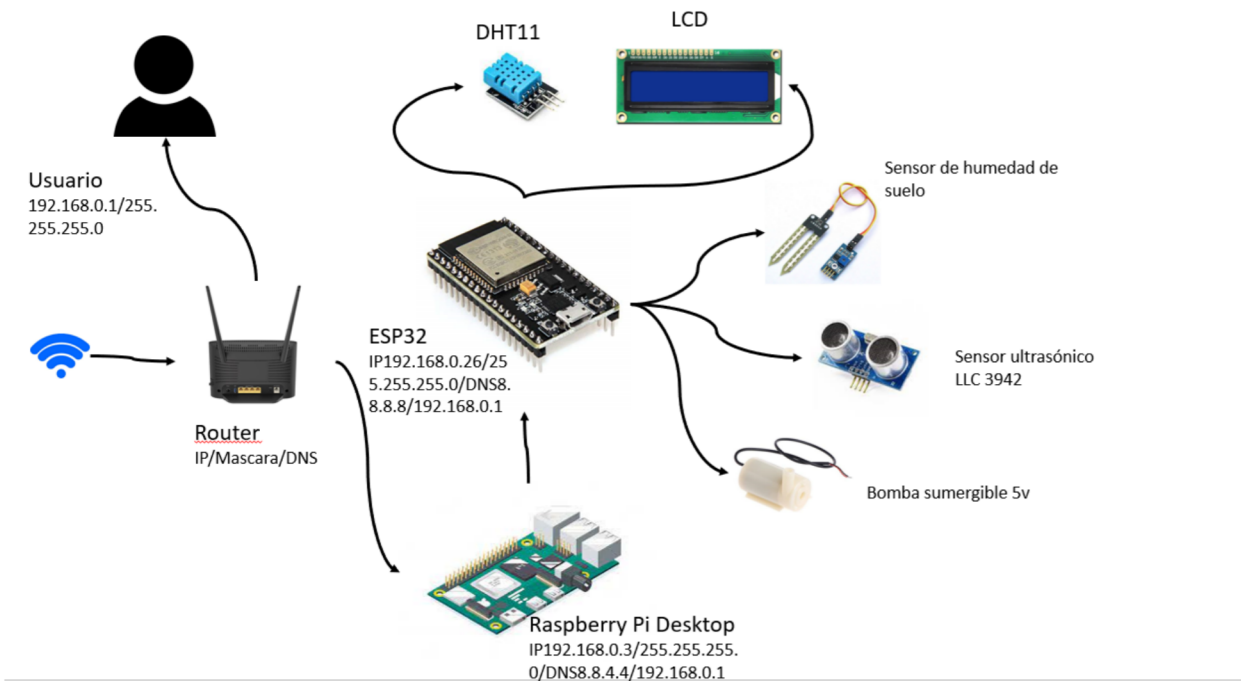 DHT11
LCD
Usuario
192.168.0.1/255.
255.255.0
Sensor de humedad de
suelo
ESP32
IP192.168.0.26/25
5.255.255.0/DNS8.
8.8.8/192.168.0.1
Sensor ultrasónico
LLC 3942
Router
IP/Mascara/DNS
Bomba sumergible 5v
Raspberry Pi Desktop
IP192.168.0.3/255.255.255.
0/DNS8.8.4.4/192.168.0.1